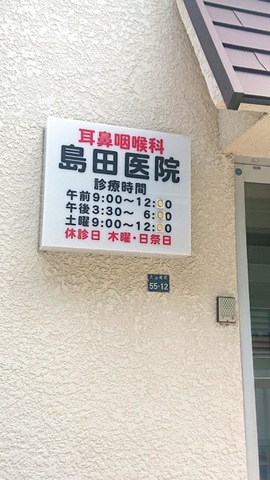 耳鼻咽喉科
島田医院
診療時間
午前9:00〜12:00
午後3:30〜 6:00
土曜9:00〜12:00
休診日 木曜・日祭日
55-12